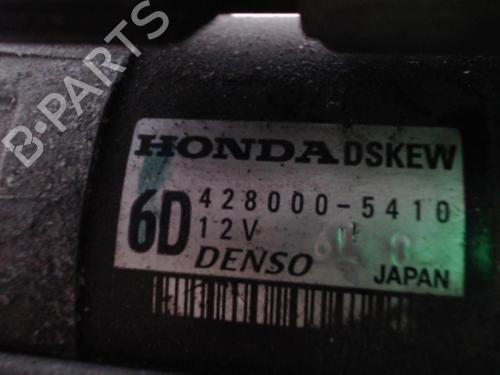 B-PARTS
HONDA DSKEW
6D 428000-5410
12V
DENSO
JAPAN